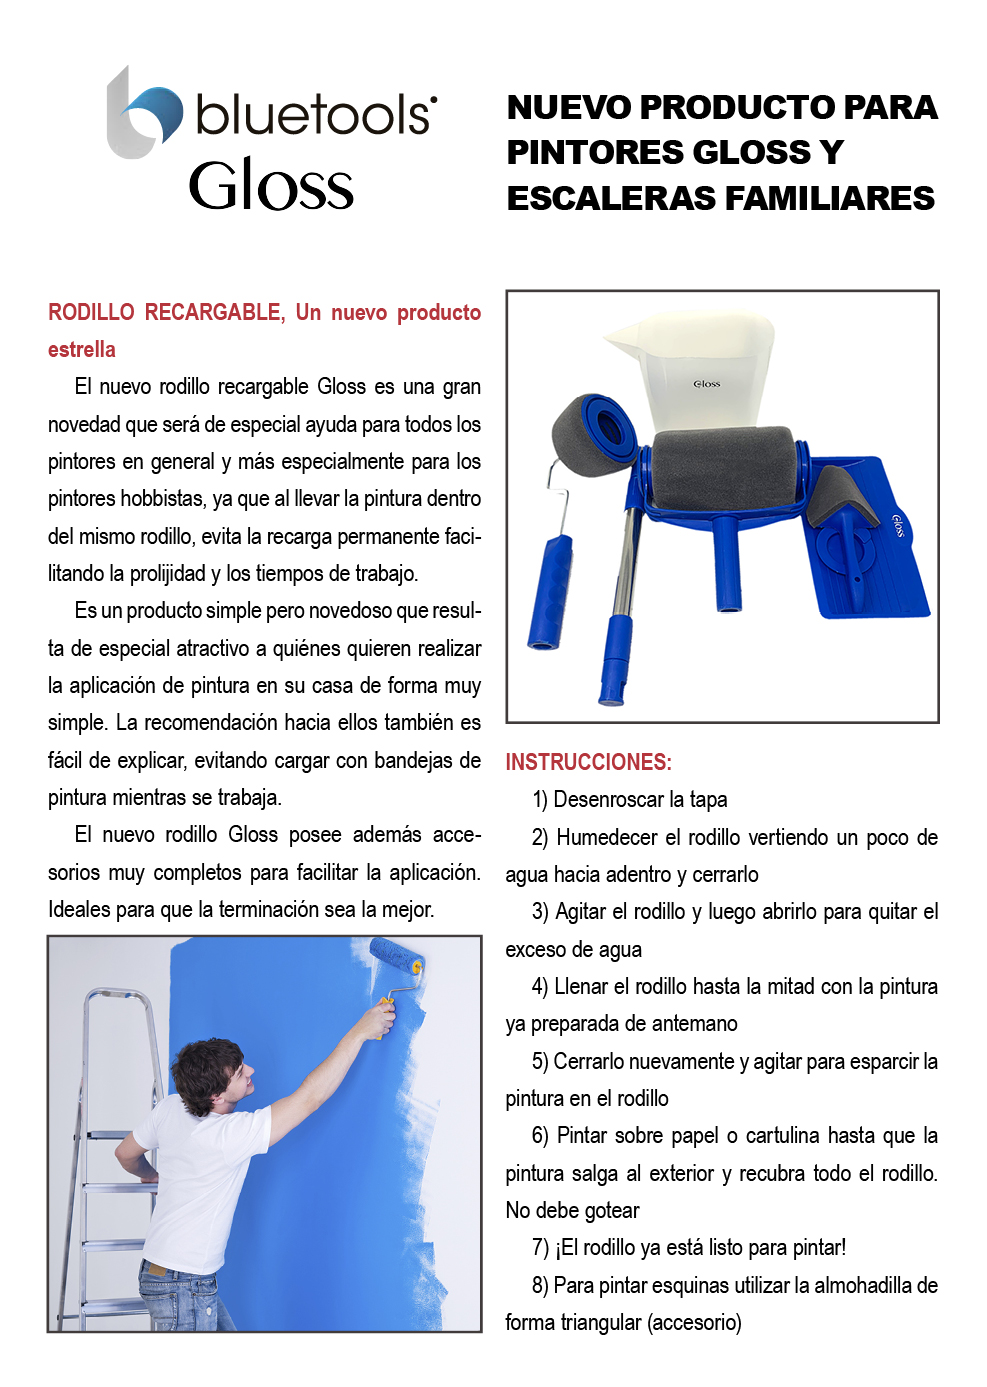 bluetools
Gloss
NUEVO PRODUCTO PARA
PINTORES GLOSS Y
ESCALERAS FAMILIARES
RODILLO RECARGABLE, Un nuevo producto
estrella
El nuevo rodillo recargable Gloss es una gran
novedad que será de especial ayuda para todos los
pintores en general y más especialmente para los
pintores hobbistas, ya que al llevar la pintura dentro
del mismo rodillo, evita la recarga permanente faci-
litando la prolijidad y los tiempos de trabajo.
Es un producto simple pero novedoso que resul-
ta de especial atractivo a quiénes quieren realizar
la aplicación de pintura en su casa de forma muy
simple. La recomendación hacia ellos también es
fácil de explicar, evitando cargar con bandejas de
pintura mientras se trabaja.
El nuevo rodillo Gloss posee además acce-
sorios muy completos para facilitar la aplicación.
Ideales para que la terminación sea la mejor.
Gloss
Gloss
INSTRUCCIONES:
1) Desenroscar la tapa
2) Humedecer el rodillo vertiendo un poco de
agua hacia adentro y cerrarlo
3) Agitar el rodillo y luego abrirlo para quitar el
exceso de agua
4) Llenar el rodillo hasta la mitad con la pintura
ya preparada de antemano
5) Cerrarlo nuevamente y agitar para esparcir la
pintura en el rodillo
6) Pintar sobre papel o cartulina hasta que la
pintura salga al exterior y recubra todo el rodillo.
No debe gotear
7) ¡El rodillo ya está listo para pintar!
8) Para pintar esquinas utilizar la almohadilla de
forma triangular (accesorio)